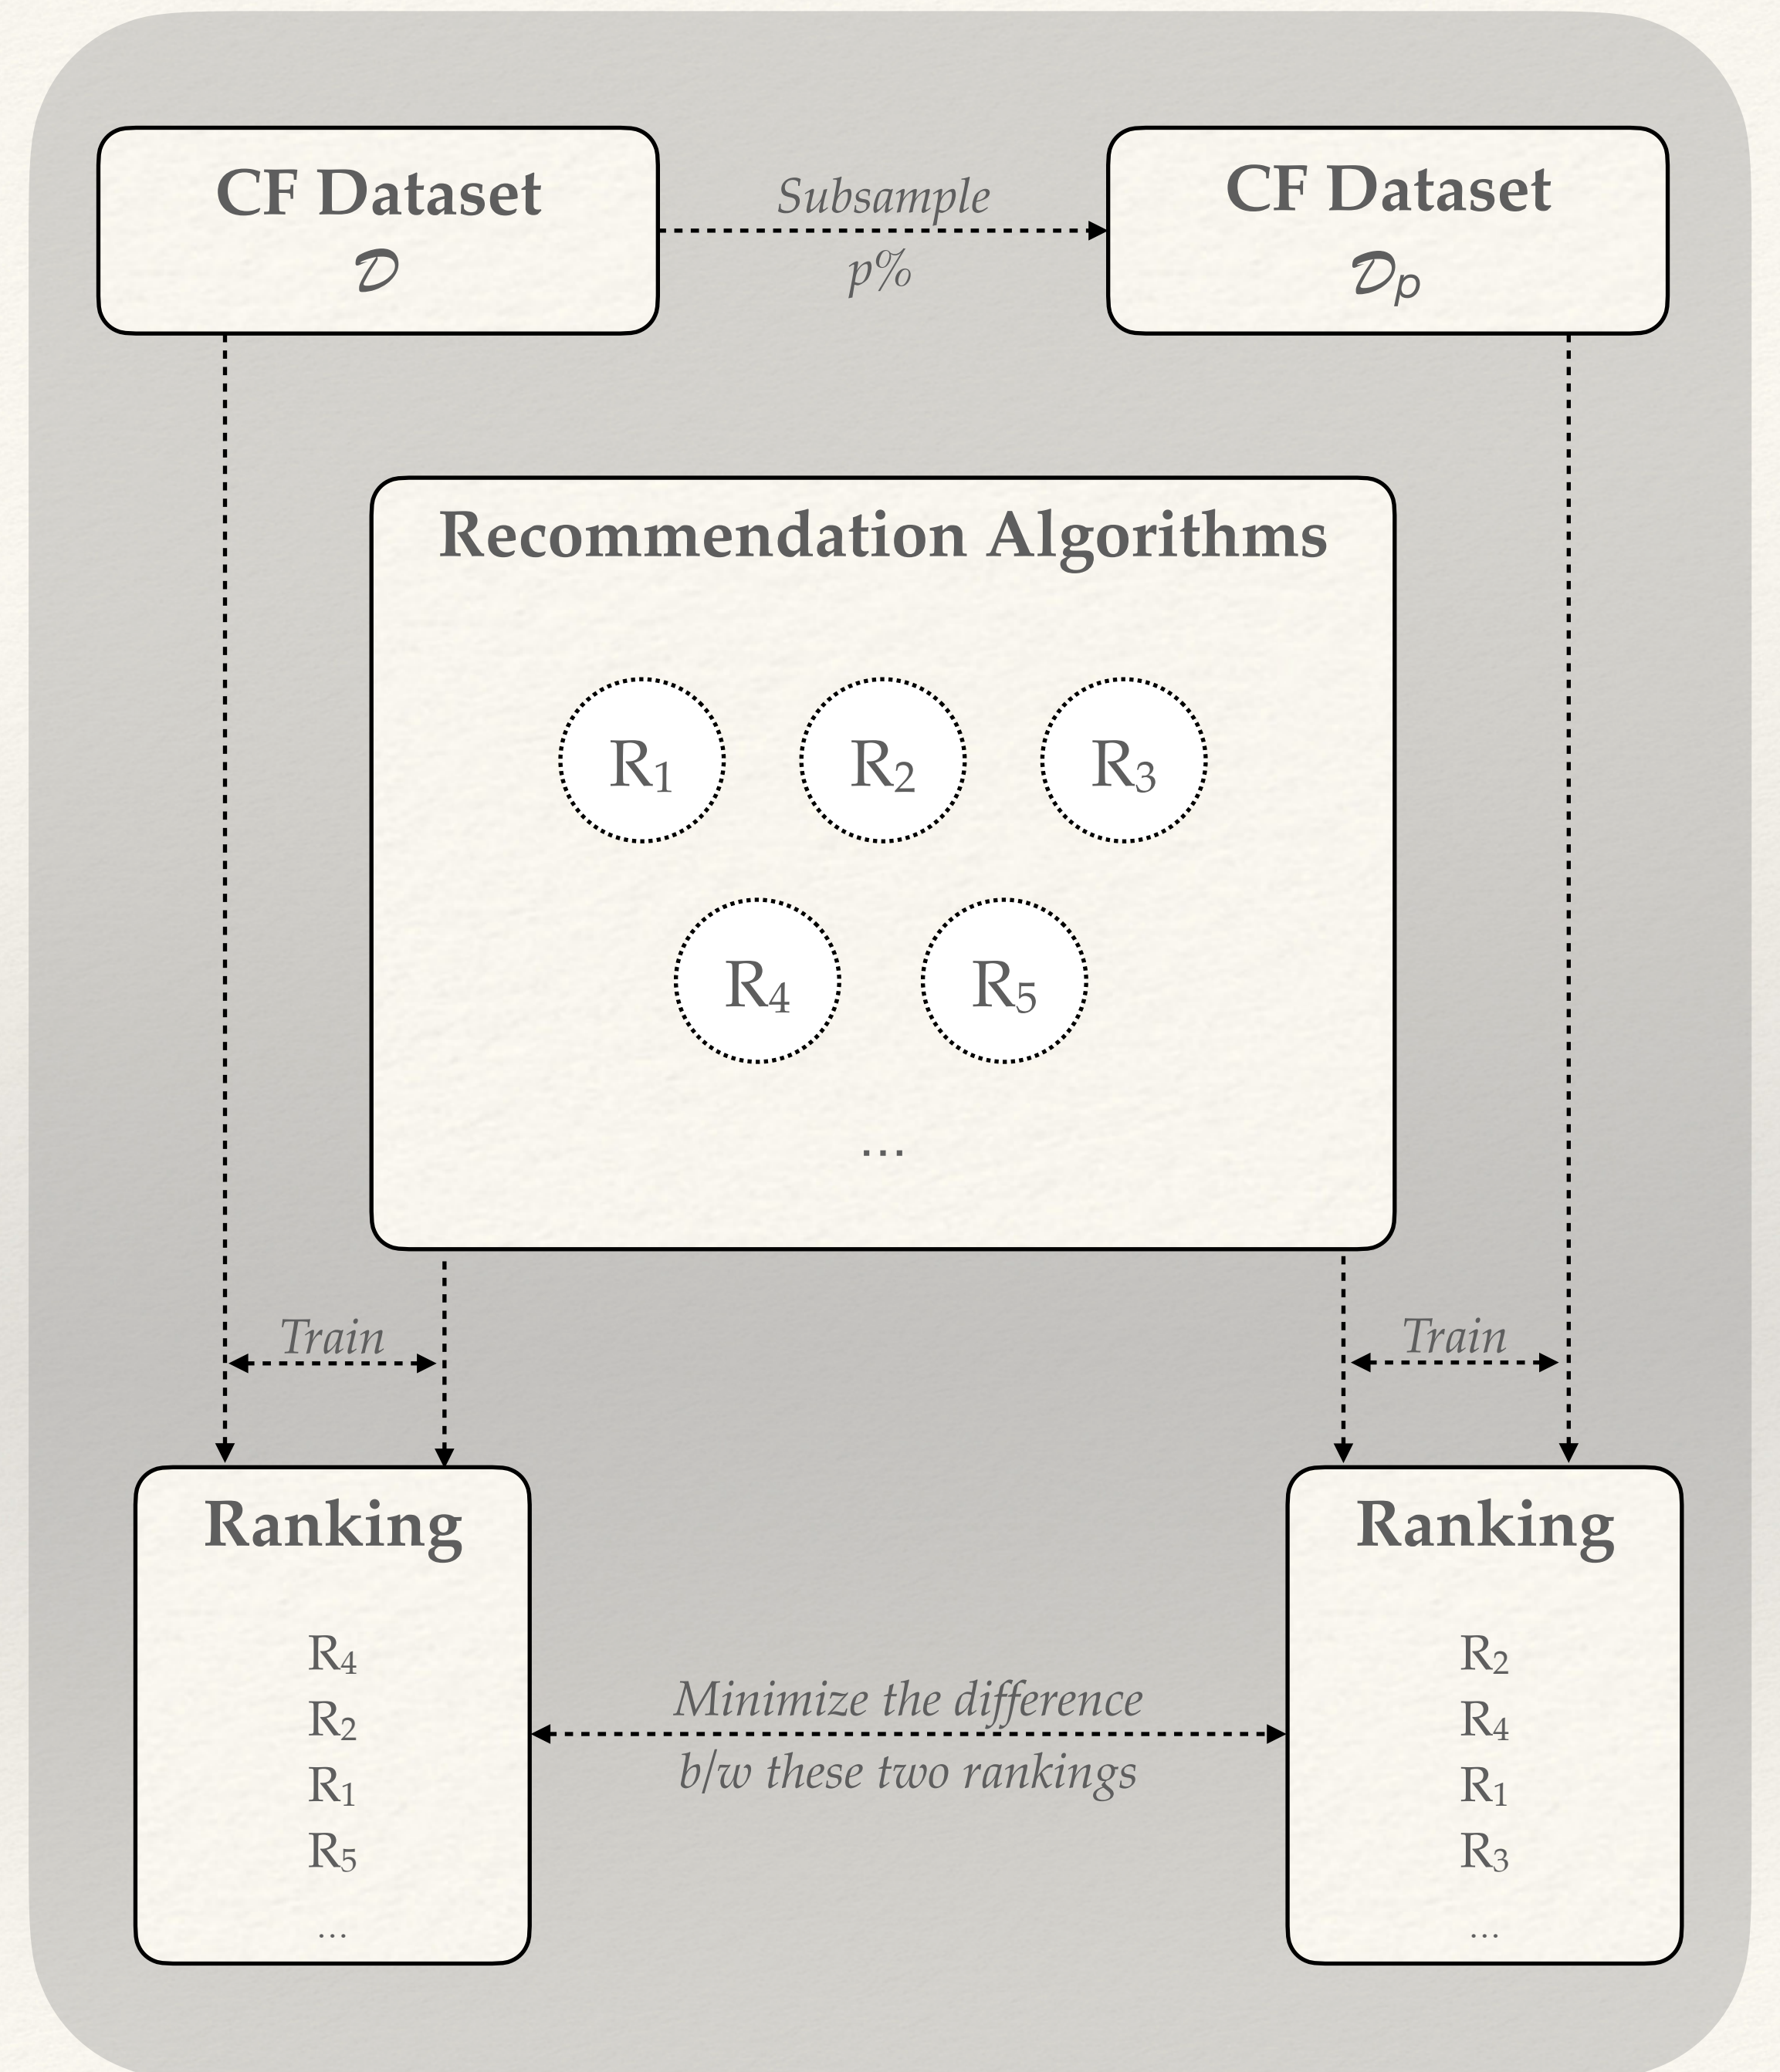 CF Dataset
𝒟
Subsample
p%
CF Dataset
𝒟ₚ
Recommendation Algorithms
R₁ R₂ R₃
R₄ R₅
...
Train
Train
Ranking
R₄
R₂
R₁
R₅
...
Minimize the difference
b/w these two rankings
Ranking
R₂
R₄
R₁
R₃
...